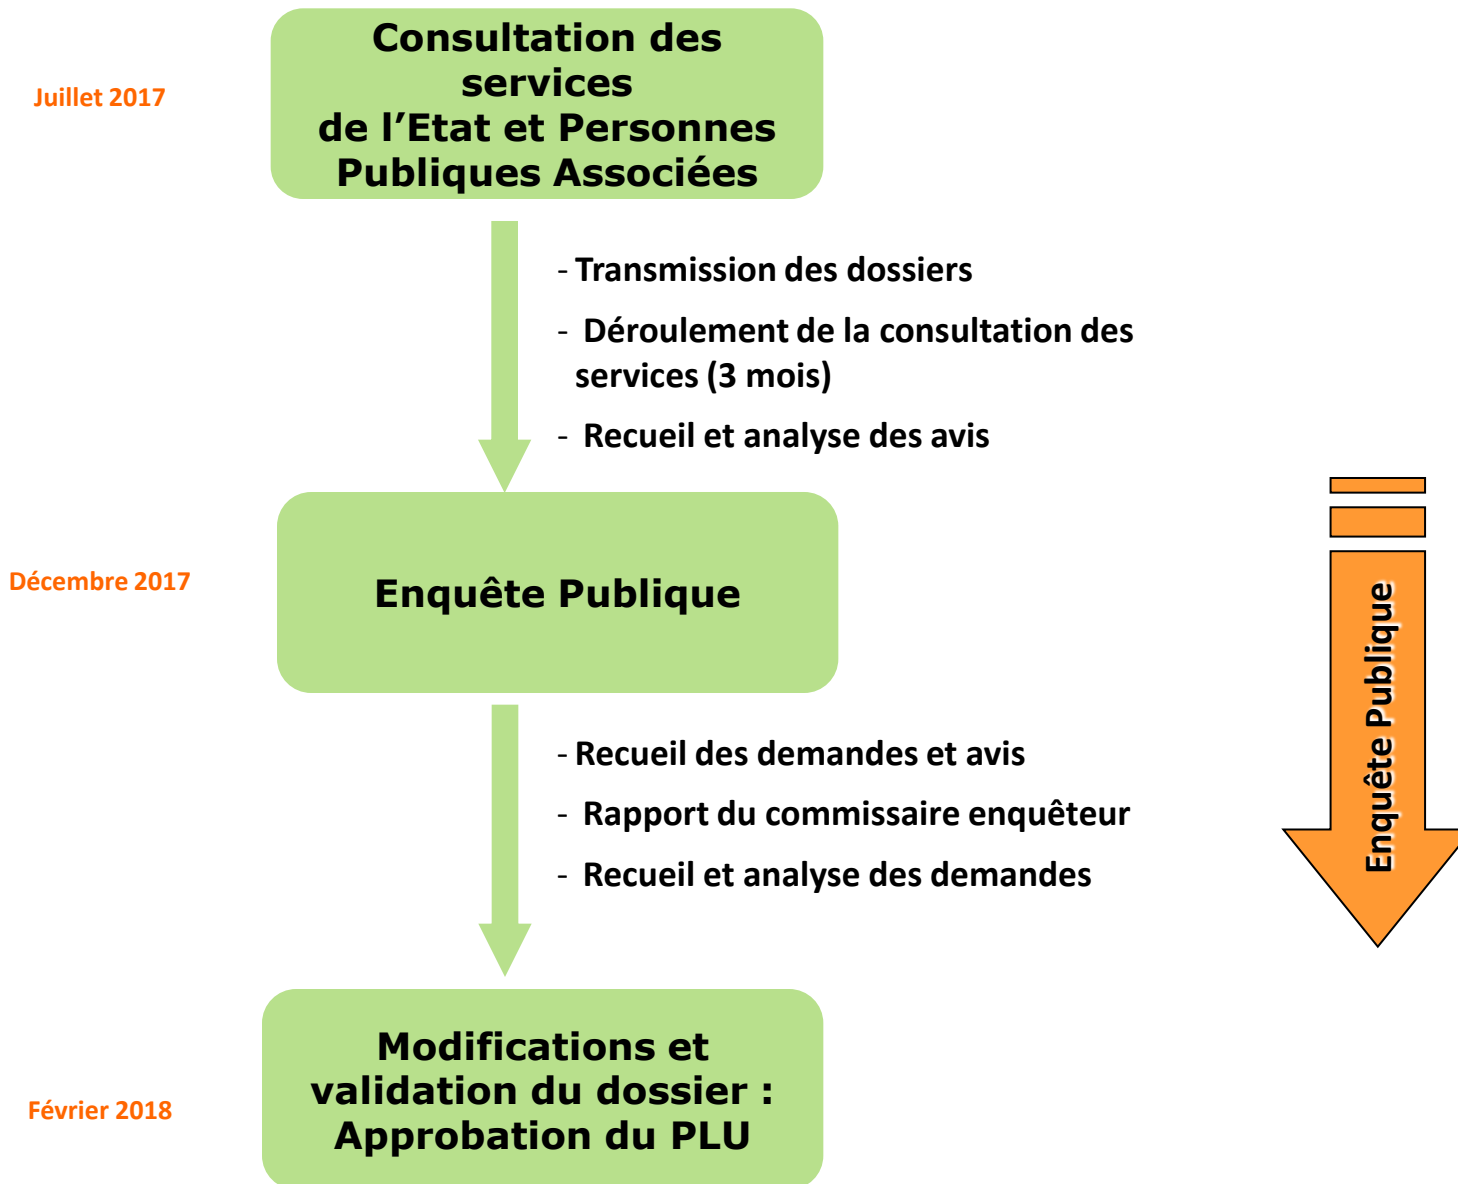 Consultation des
services
de l’Etat et Personnes
Publiques Associées
Juillet 2017
- Transmission des dossiers
- Déroulement de la consultation des
services (3 mois)
- Recueil et analyse des avis
Enquête Publique
Décembre 2017
Enquête Publique
- Recueil des demandes et avis
- Rapport du commissaire enquêteur
- Recueil et analyse des demandes
Modifications et
validation du dossier :
Approbation du PLU
Février 2018